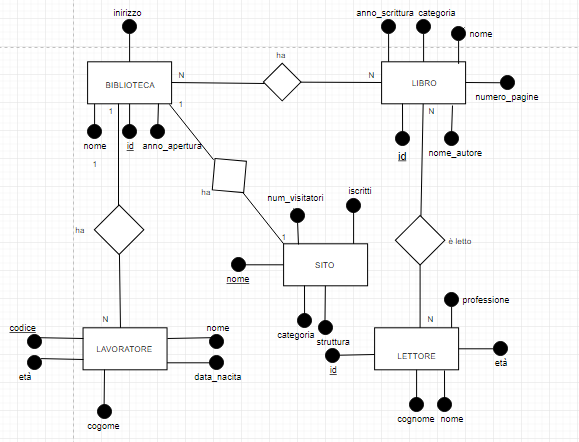 inirizzo
anno_scrittura categoria
nome
ha
BIBLIOTECA
N
N
LIBRO
numero_pagine
1
1
N
nome
id
anno_apertura
id
nome_autore
1
ha
num_visitatori
iscritti
ha
1
è letto
nome
SITO
N
categoria
struttura
N
professione
codice
nome
LAVORATORE
LETTORE
età
data_nacita
id
età
cogome
cognome
nome